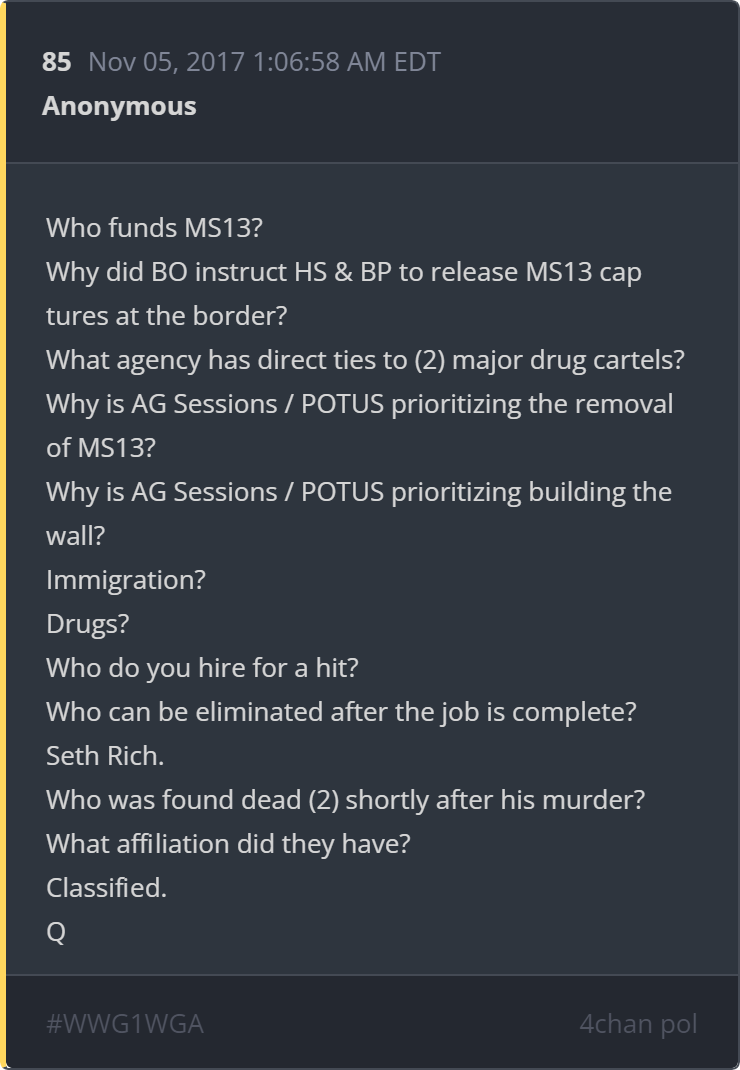 85 Nov 05, 2017 1:06:58 AM EDT
Anonymous
Who funds MS13?
Why did BO instruct HS & BP to release MS13 cap
tures at the border?
What agency has direct ties to (2) major drug cartels?
Why is AG Sessions / POTUS prioritizing the removal
of MS13?
Why is AG Sessions / POTUS prioritizing building the
wall?
Immigration?
Drugs?
Who do you hire for a hit?
Who can be eliminated after the job is complete?
Seth Rich.
Who was found dead (2) shortly after his murder?
What affiliation did they have?
Classified.
Q
#WWG1WGA 4chan pol